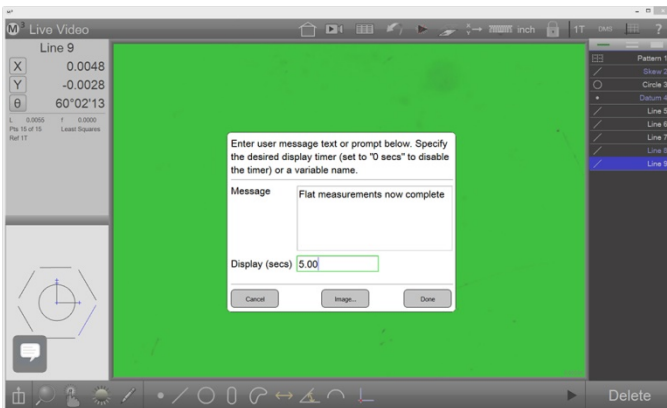 M³ Live Video
inch
1T
DMS
?
Line 9
X 0.0048
Y -0.0028
θ 60°02'13
L 0.0055 f 0.0000
Pts 15 of 15 Least Squares
Ref 1T
Enter user message text or prompt below. Specify
the desired display timer (set to "0 secs" to disable
the timer) or a variable name.
Message Flat measurements now complete
Display (secs) 5.00
Cancel Image... Done
Pattern 1
Skew 2
Circle 3
Datum 4
Line 5
Line 6
Line 7
Line 8
Line 9
Delete